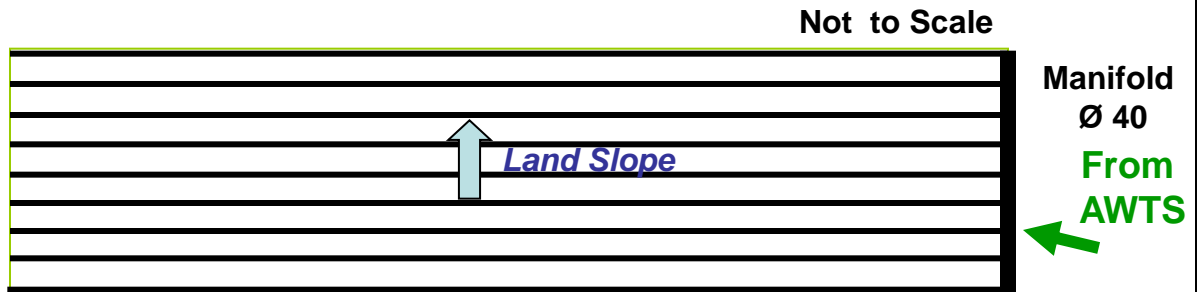 Not to Scale
Manifold
Ø 40
Land Slope
From
AWTS